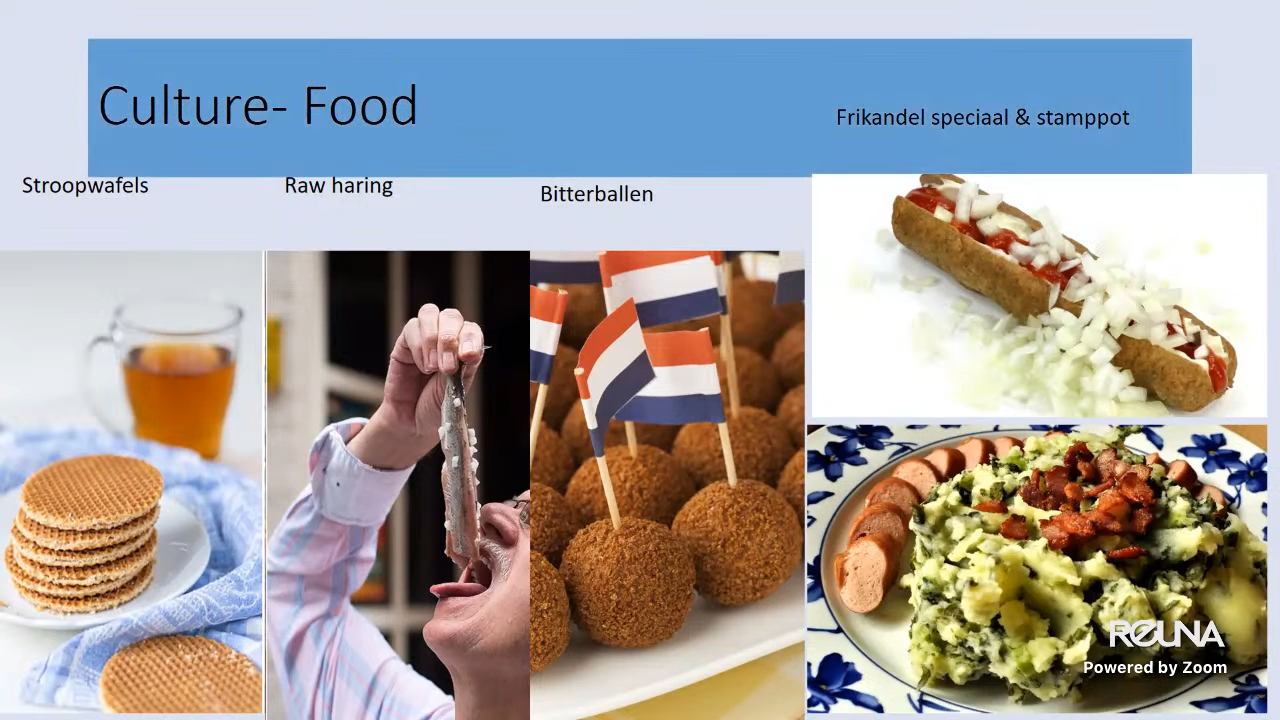 Culture- Food
Frikandel speciaal & stamppot
Stroopwafels
Raw haring
Bitterballen
REUNA
Powered by Zoom